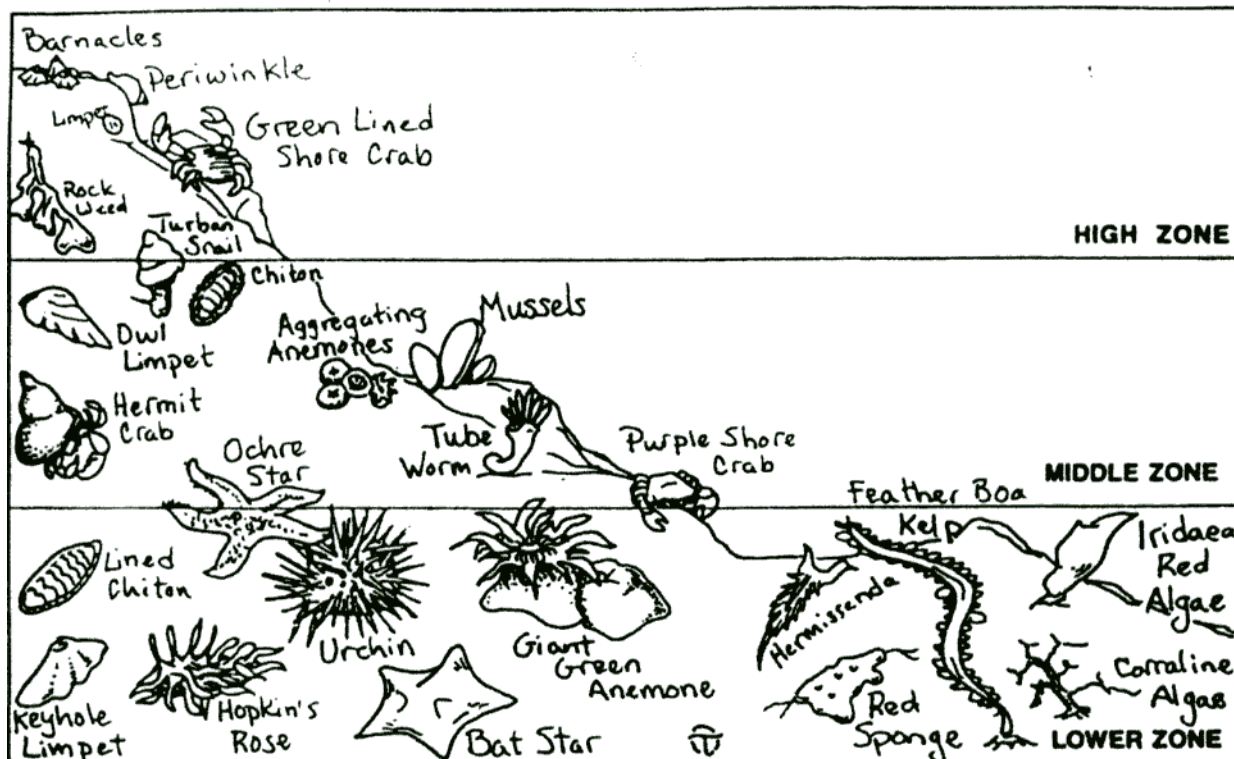 Barnacles
Periwinkle
Limpet
Green Lined
Shore Crab
Rock
Weed
Turban
Snail
HIGH ZONE
Chiton
Owl
Limpet
Aggregating
Anemones
Mussels
Hermit
Crab
Ochre
Star
Tube
Worm
Purple Shore
Crab
MIDDLE ZONE
Feather Boa
Kelp
Iridaea
Red
Algae
Lined
Chiton
Urchin
Giant
Green
Anemone
Hermissenda
Keyhole
Limpet
Hopkin's
Rose
Bat Star
Red
Sponge
Corraline
Algae
LOWER ZONE